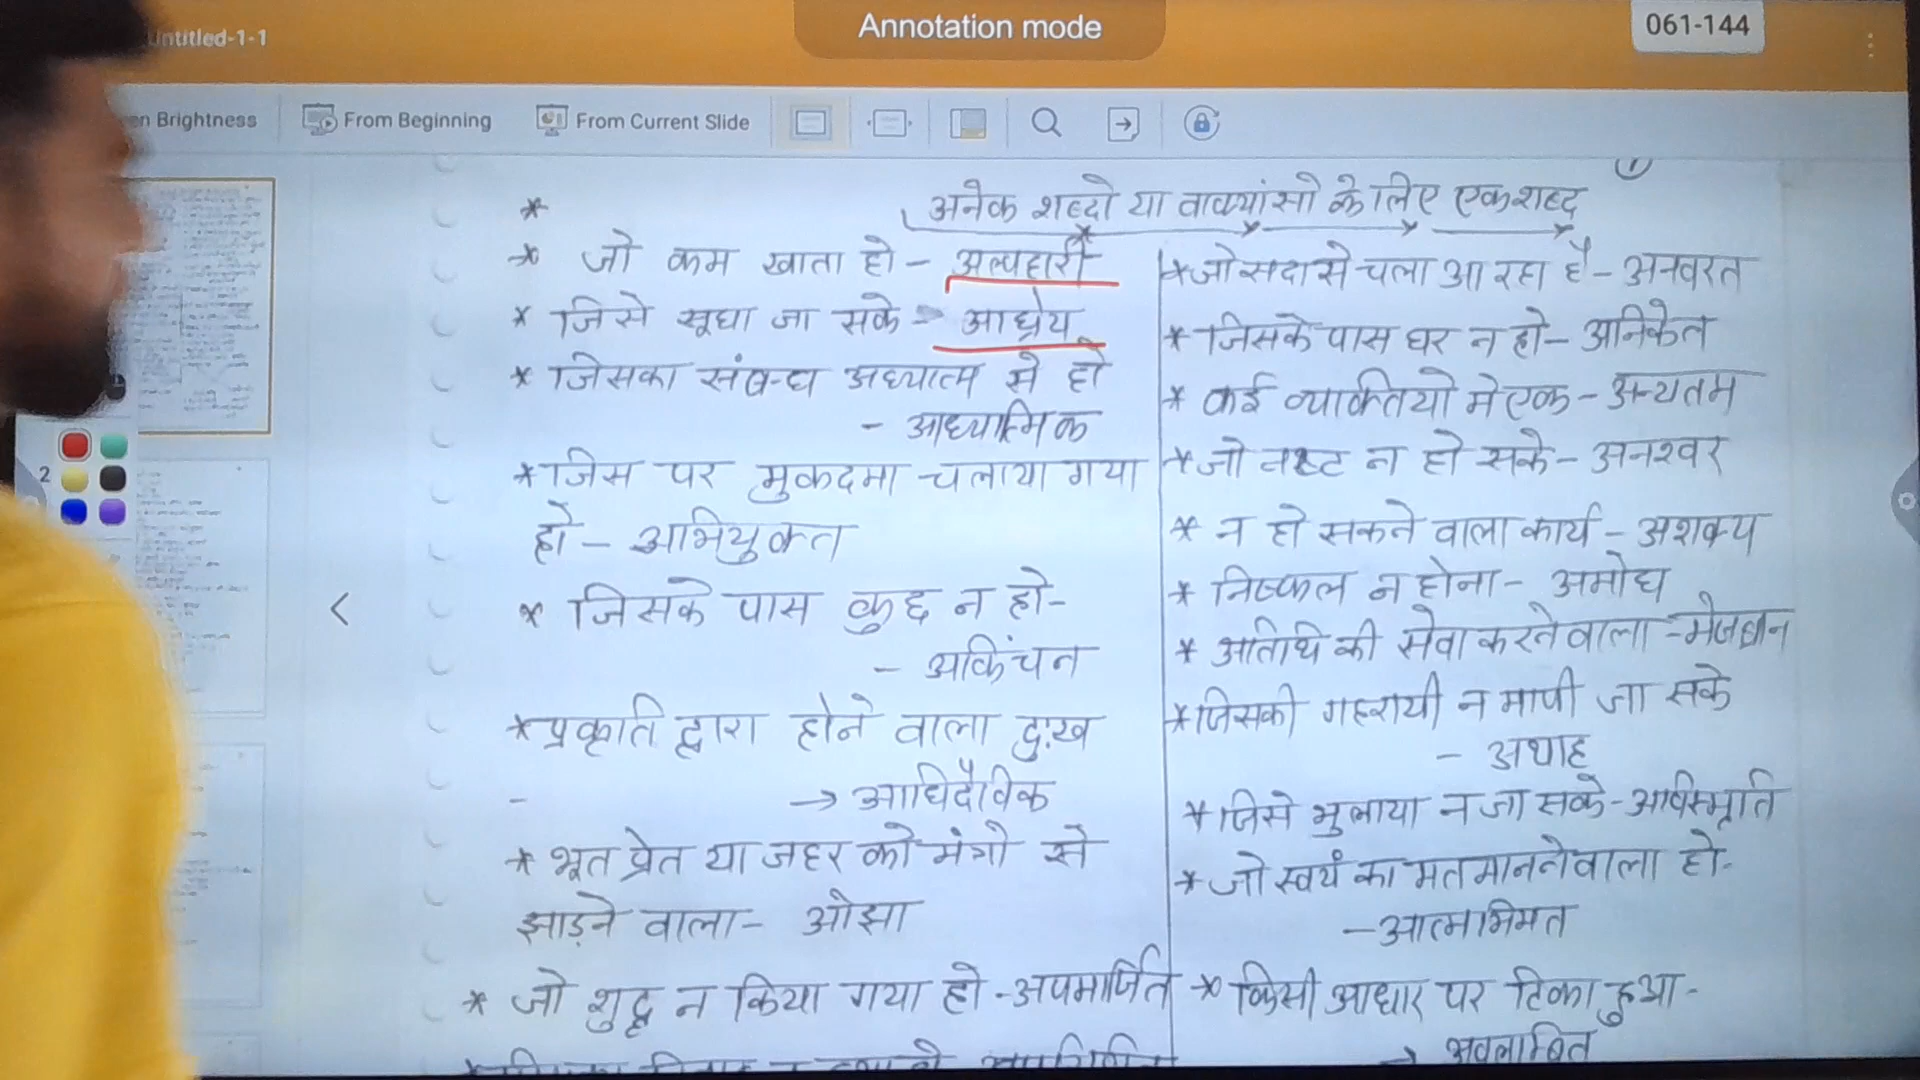 Untitled-1-1
Annotation mode
061-144
en Brightness
From Beginning
From Current Slide
2
अनेक शब्दो या वाक्यांसो के लिए एक शब्द
* जो कम खाता हो - अल्पहारी
* जिसे सूघा जा सके - आघ्रेय
* जिसका संबन्ध अध्यात्म से हो
- आध्यात्मिक
* जिस पर मुकदमा चलाया गया
हो - अभियुक्त
* जिसके पास कुछ न हो-
- अकिंचन
* प्रकृति द्वारा होने वाला दुःख
→ आधिदैविक
* भूत प्रेत या जहर को मंत्रो से
झाड़ने वाला - ओझा
* जो शुद्ध न किया गया हो - अपमार्जित
* जो सदा से चला आ रहा है - अनवरत
* जिसके पास घर न हो - अनिकेत
* कई व्यक्तियो मे एक - अन्यतम
* जो नष्ट न हो सके - अनश्वर
* न हो सकने वाला कार्य - अशक्य
* निष्फल न होना - अमोघ
* अतिथि की सेवा करने वाला - मेजबान
* जिसकी गहरायी न मापी जा सके
- अथाह
* जिसे भुलाया न जा सके - अविस्मृति
* जो स्वयं का मत मानने वाला हो -
- आत्माभिमत
* किसी आधार पर टिका हुआ -
→ अवलम्बित